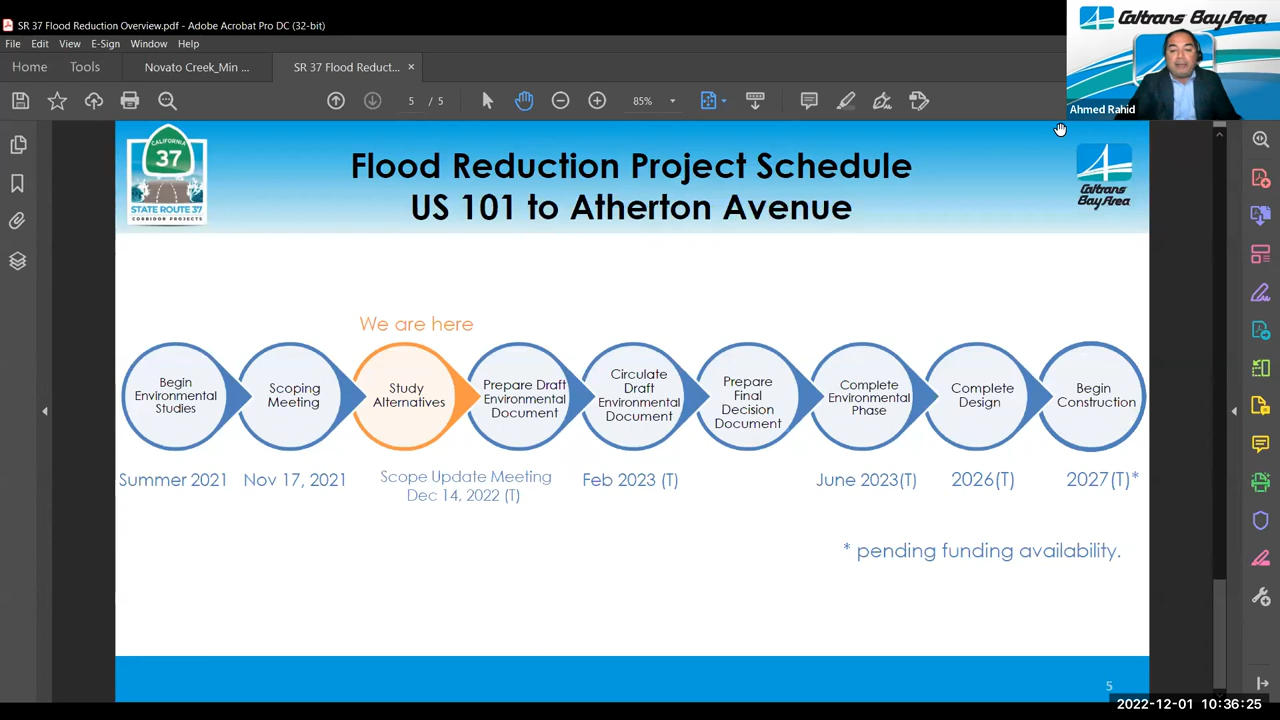 SR 37 Flood Reduction Overview.pdf - Adobe Acrobat Pro DC (32-bit)
File Edit View E-Sign Window Help
Home Tools Novato Creek_Min ... SR 37 Flood Reduct... ×
5 / 5 85%
Caltrans Bay Area
Ahmed Rahid
CALIFORNIA
37
STATE ROUTE 37
CORRIDOR PROJECTS
Flood Reduction Project Schedule
US 101 to Atherton Avenue
Caltrans
Bay Area
We are here
Begin
Environmental
Studies
Scoping
Meeting
Study
Alternatives
Prepare Draft
Environmental
Document
Circulate
Draft
Environmental
Document
Prepare
Final
Decision
Document
Complete
Environmental
Phase
Complete
Design
Begin
Construction
Summer 2021
Nov 17, 2021
Scope Update Meeting
Dec 14, 2022 (T)
Feb 2023 (T)
June 2023(T)
2026(T)
2027(T)*
* pending funding availability.
5
2022-12-01 10:36:25